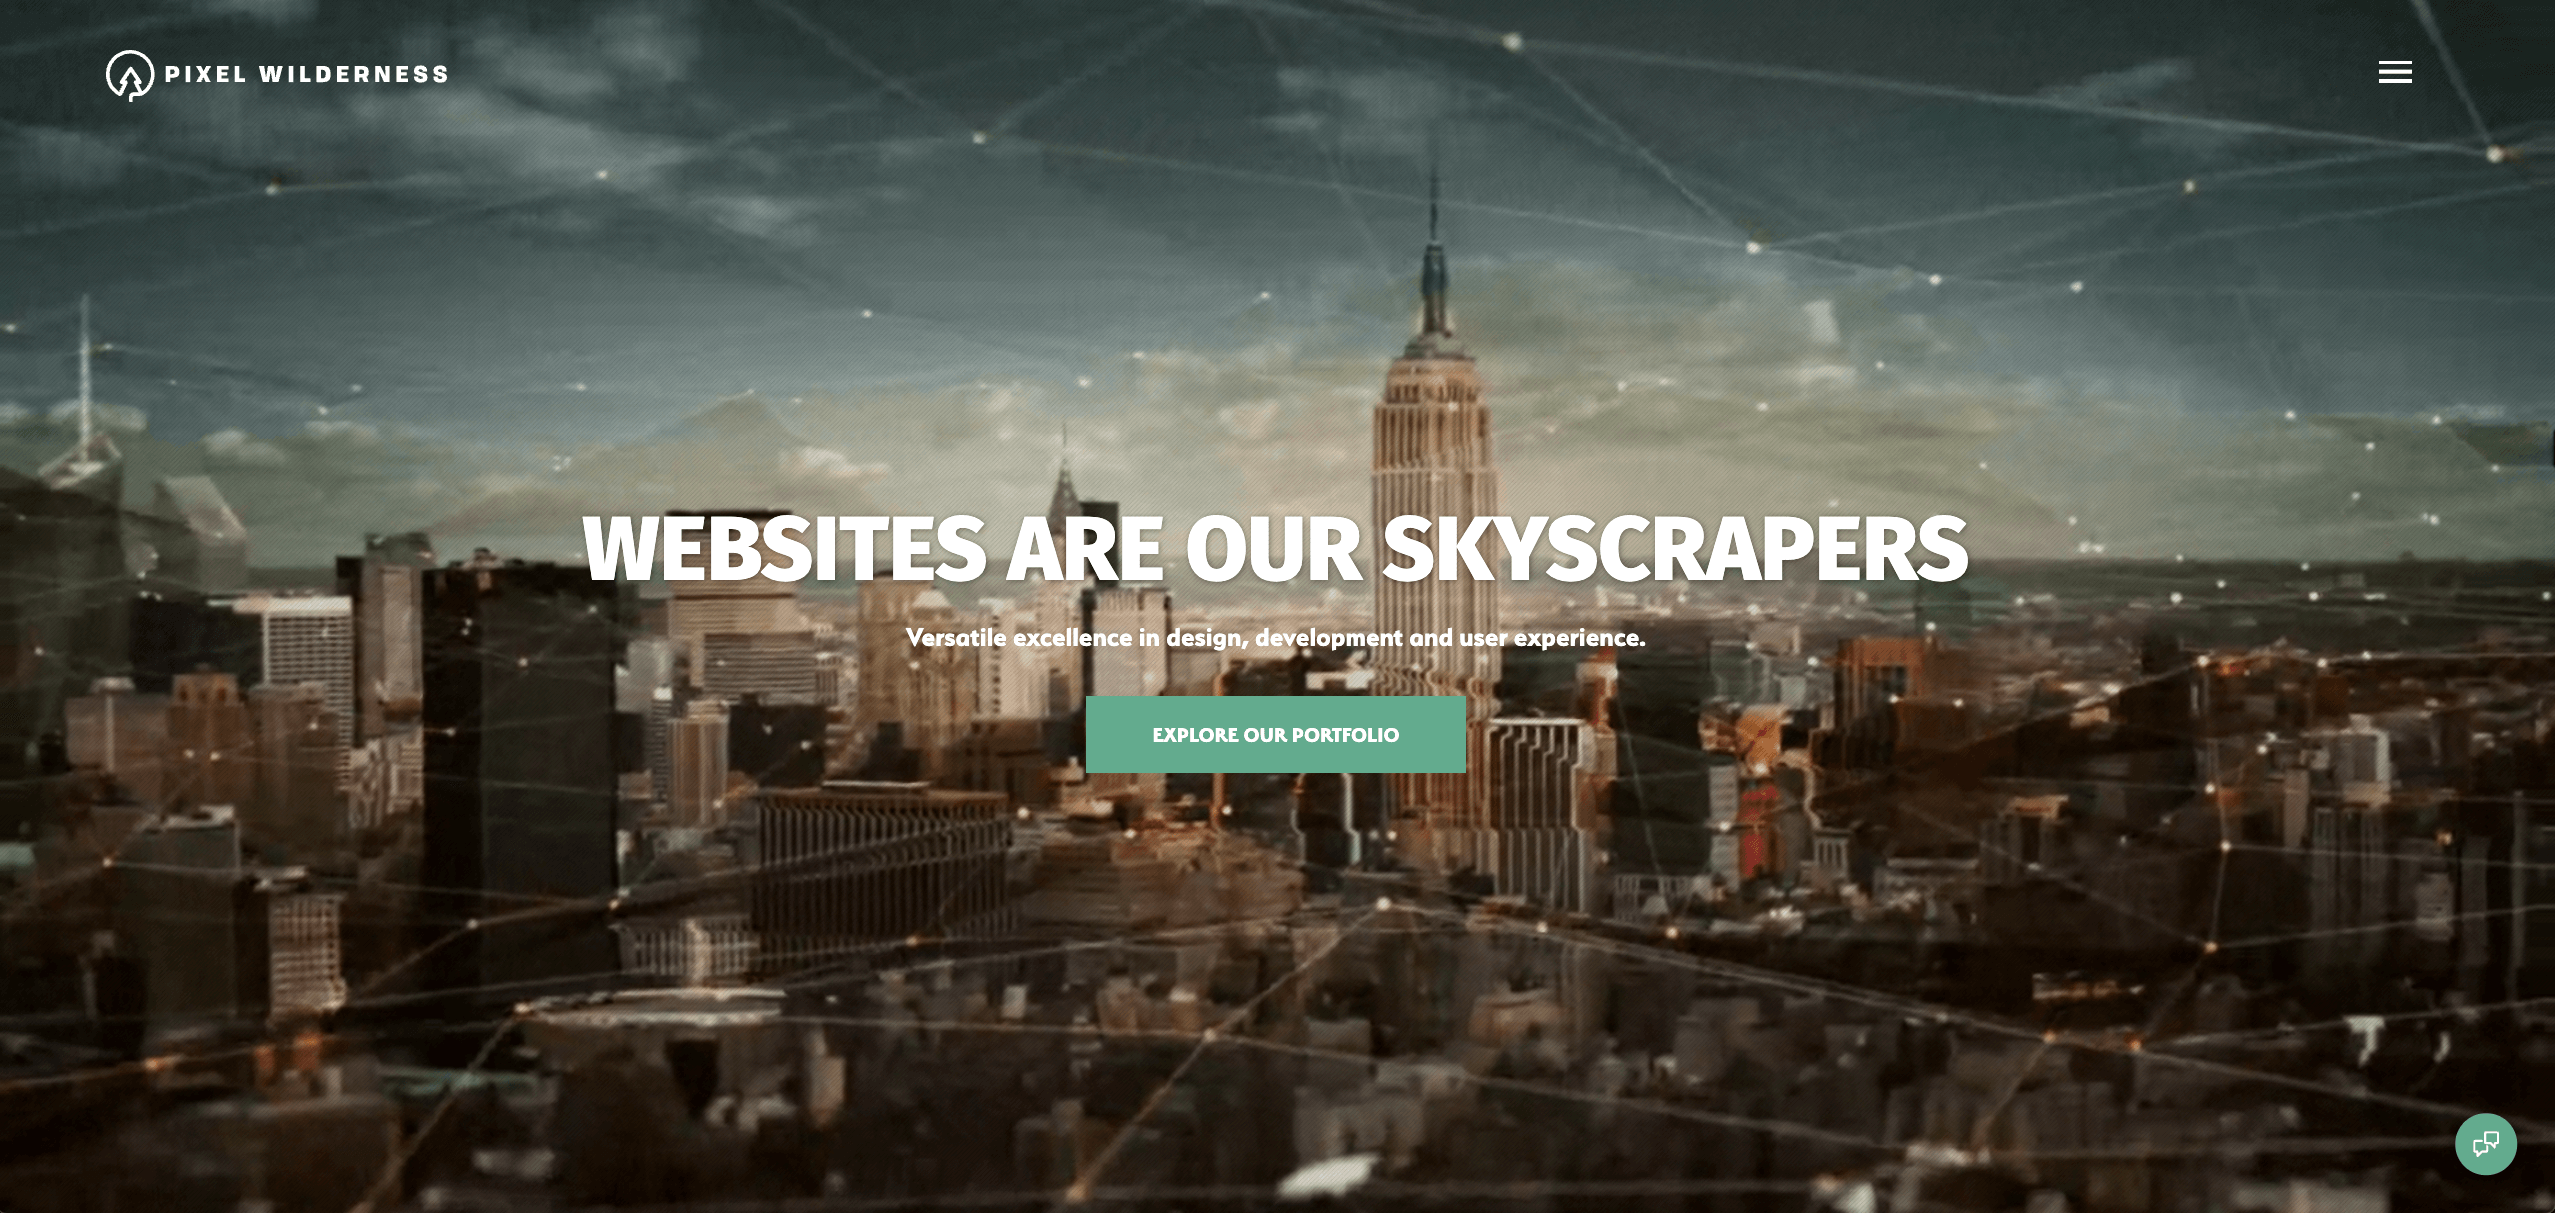 PIXEL WILDERNESS
WEBSITES ARE OUR SKYSCRAPERS
Versatile excellence in design, development and user experience.
EXPLORE OUR PORTFOLIO